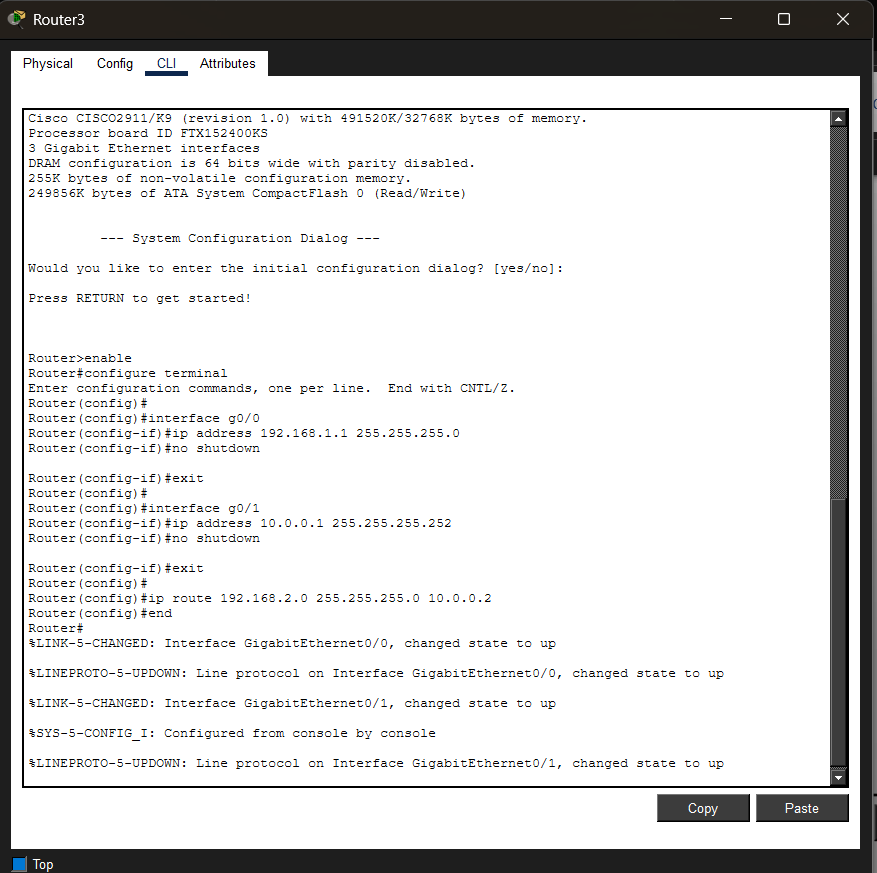 Router3
Physical Config CLI Attributes
Cisco CISCO2911/K9 (revision 1.0) with 491520K/32768K bytes of memory.
Processor board ID FTX152400KS
3 Gigabit Ethernet interfaces
DRAM configuration is 64 bits wide with parity disabled.
255K bytes of non-volatile configuration memory.
249856K bytes of ATA System CompactFlash 0 (Read/Write)
--- System Configuration Dialog ---
Would you like to enter the initial configuration dialog? [yes/no]:
Press RETURN to get started!
Router>enable
Router#configure terminal
Enter configuration commands, one per line.  End with CNTL/Z.
Router(config)#
Router(config)#interface g0/0
Router(config-if)#ip address 192.168.1.1 255.255.255.0
Router(config-if)#no shutdown
Router(config-if)#exit
Router(config)#
Router(config)#interface g0/1
Router(config-if)#ip address 10.0.0.1 255.255.255.252
Router(config-if)#no shutdown
Router(config-if)#exit
Router(config)#
Router(config)#ip route 192.168.2.0 255.255.255.0 10.0.0.2
Router(config)#end
Router#
%LINK-5-CHANGED: Interface GigabitEthernet0/0, changed state to up
%LINEPROTO-5-UPDOWN: Line protocol on Interface GigabitEthernet0/0, changed state to up
%LINK-5-CHANGED: Interface GigabitEthernet0/1, changed state to up
%SYS-5-CONFIG_I: Configured from console by console
%LINEPROTO-5-UPDOWN: Line protocol on Interface GigabitEthernet0/1, changed state to up
Copy Paste
Top